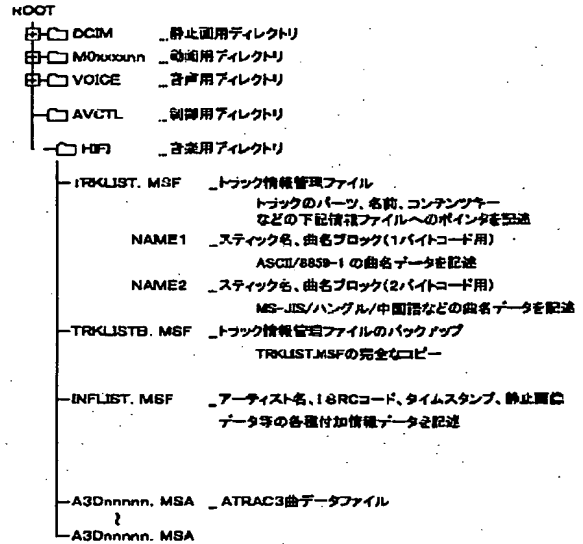 ROOT
DCIM ...静止画用ディレクトリ
M0xxxxnn ...動画用ディレクトリ
VOICE ...音声用ディレクトリ
AVCTL ...制御用ディレクトリ
HIFI ...音楽用ディレクトリ
TRKLIST. MSF ...トラック情報管理ファイル
トラックのパーツ、名前、コンテンツキー
などの下記情報ファイルへのポインタを記述
NAME1 ...スティック名、曲名ブロック(1バイトコード用)
ASCII/8859-1 の曲名データを記述
NAME2 ...スティック名、曲名ブロック(2バイトコード用)
MS-JIS/ハングル/中国語などの曲名データを記述
TRKLISTB. MSF ...トラック情報管理ファイルのバックアップ
TRKLIST.MSFの完全なコピー
INFLIST. MSF ...アーティスト名、ISRCコード、タイムスタンプ、静止画像
データ等の各種付加情報データを記述
A3Dnnnnn. MSA ...ATRAC3曲データファイル
~
A3Dnnnnn. MSA